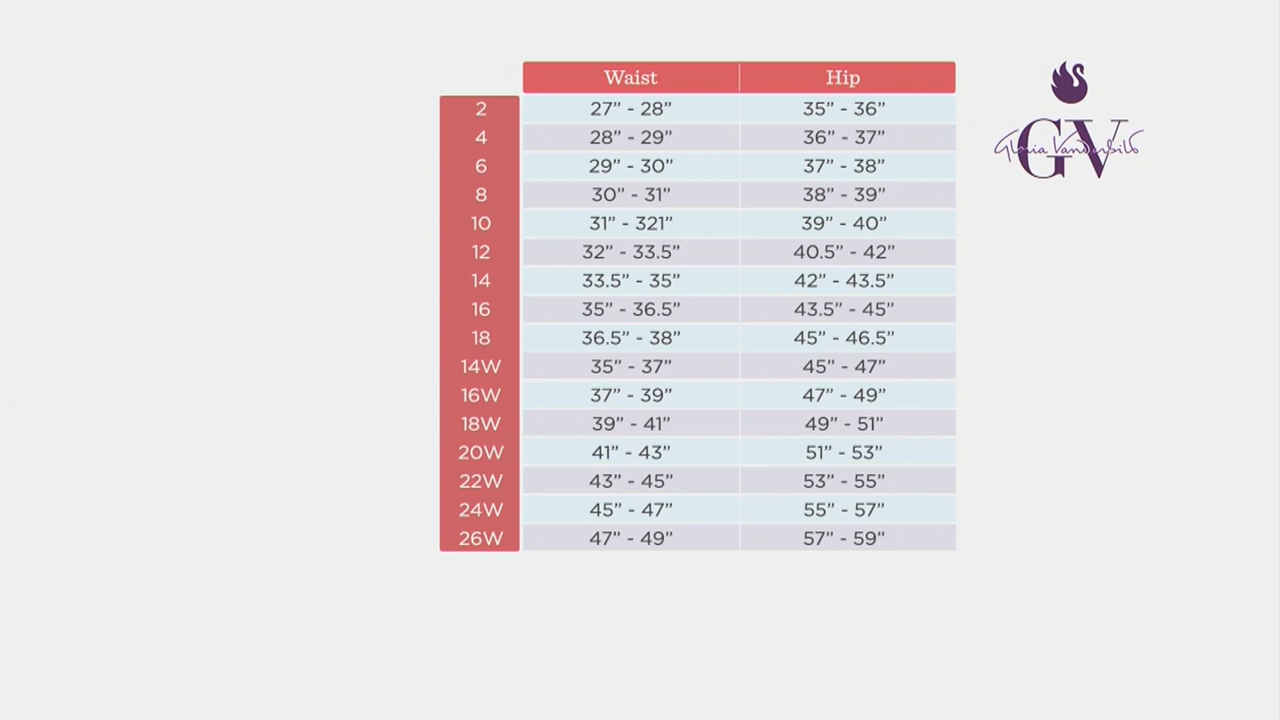 Waist Hip
2 27” - 28” 35” - 36”
4 28” - 29” 36” - 37”
6 29” - 30” 37” - 38”
8 30” - 31” 38” - 39”
10 31” - 321” 39” - 40”
12 32” - 33.5” 40.5” - 42”
14 33.5” - 35” 42” - 43.5”
16 35” - 36.5” 43.5” - 45”
18 36.5” - 38” 45” - 46.5”
14W 35” - 37” 45” - 47”
16W 37” - 39” 47” - 49”
18W 39” - 41” 49” - 51”
20W 41” - 43” 51” - 53”
22W 43” - 45” 53” - 55”
24W 45” - 47” 55” - 57”
26W 47” - 49” 57” - 59”
GV
Gloria Vanderbilt